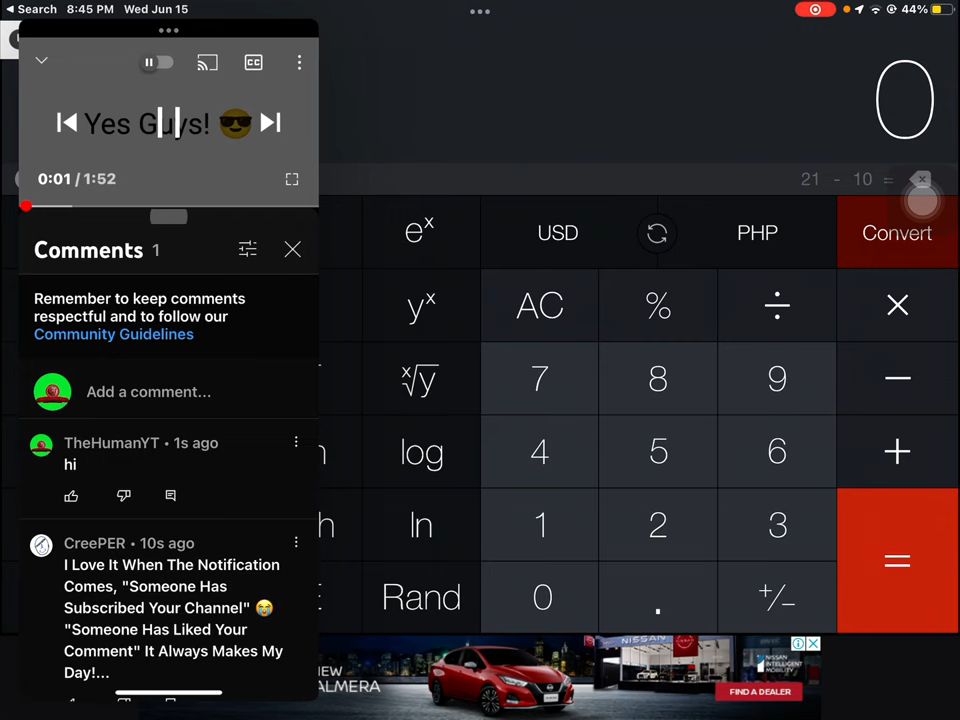 Search 8:45 PM Wed Jun 15
44%
Yes Guys! 😎
CC
0:01 / 1:52
Comments 1
Remember to keep comments
respectful and to follow our
Community Guidelines
Add a comment...
TheHumanYT • 1s ago
hi
CreePER • 10s ago
I Love It When The Notification
Comes, "Someone Has
Subscribed Your Channel" 😭
"Someone Has Liked Your
Comment" It Always Makes My
Day!...
0
21 - 10 =
eˣ USD PHP Convert
yˣ AC % ÷ ×
ˣ√y 7 8 9 −
log 4 5 6 +
ln 1 2 3 =
Rand 0 . +/−
NEW
ALMERA
NISSAN
NISSAN
INTELLIGENT
MOBILITY
FIND A DEALER